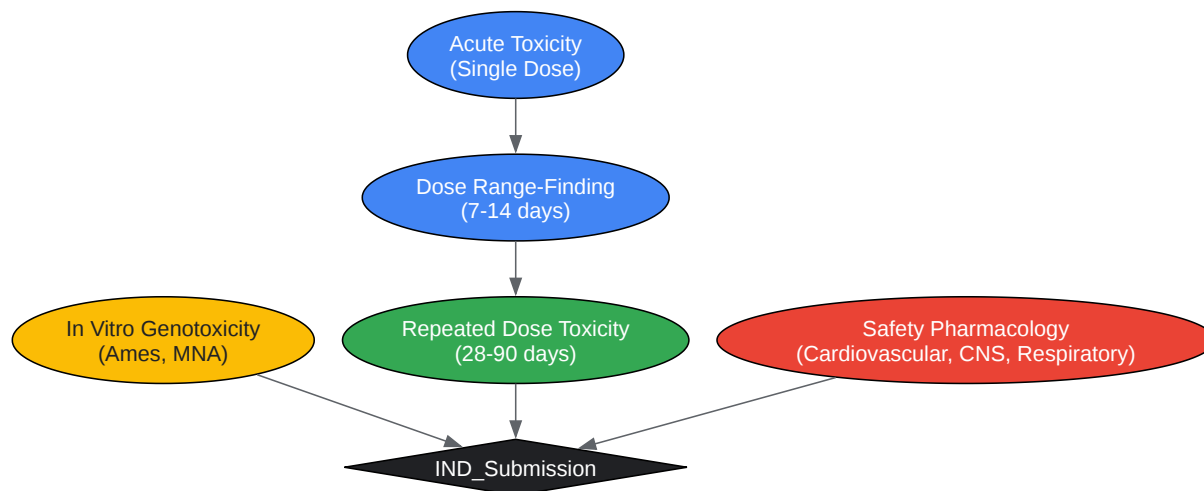 Acute Toxicity
(Single Dose)
Dose Range-Finding
(7-14 days)
In Vitro Genotoxicity
(Ames, MNA)
Repeated Dose Toxicity
(28-90 days)
Safety Pharmacology
(Cardiovascular, CNS, Respiratory)
IND_Submission